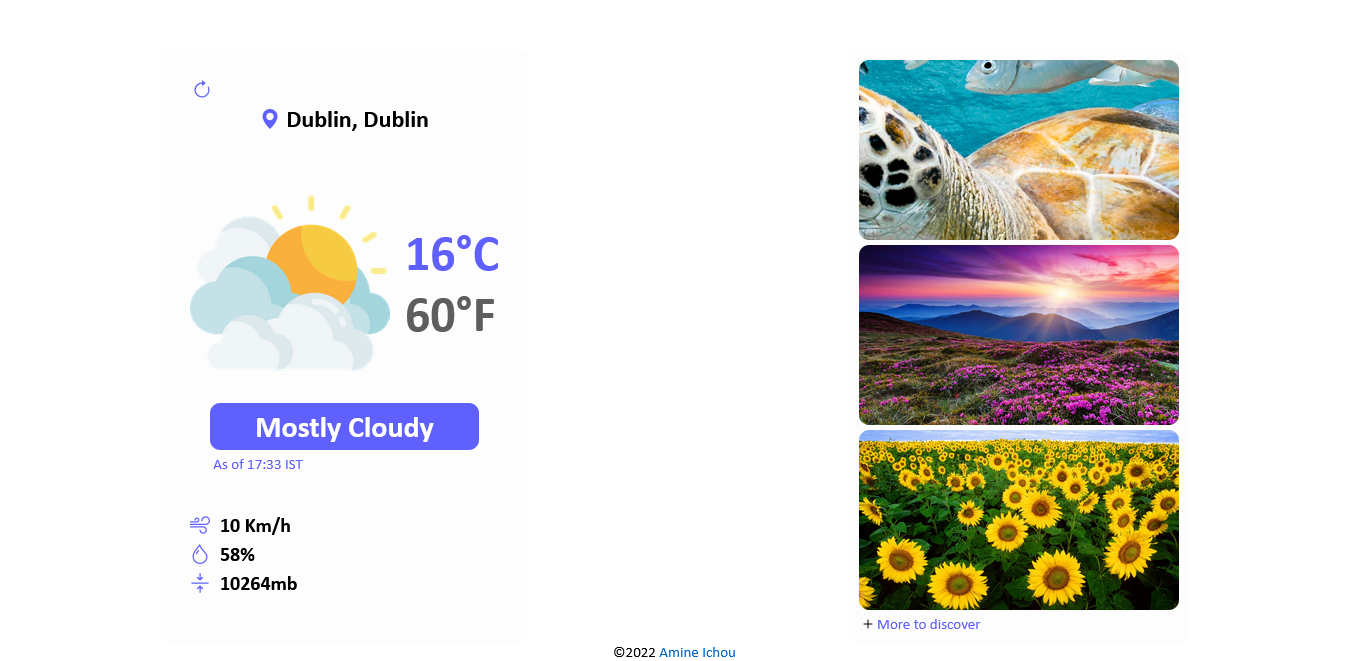 Dublin, Dublin
16°C
60°F
Mostly Cloudy
As of 17:33 IST
10 Km/h
58%
10264mb
+ More to discover
©2022 Amine Ichou